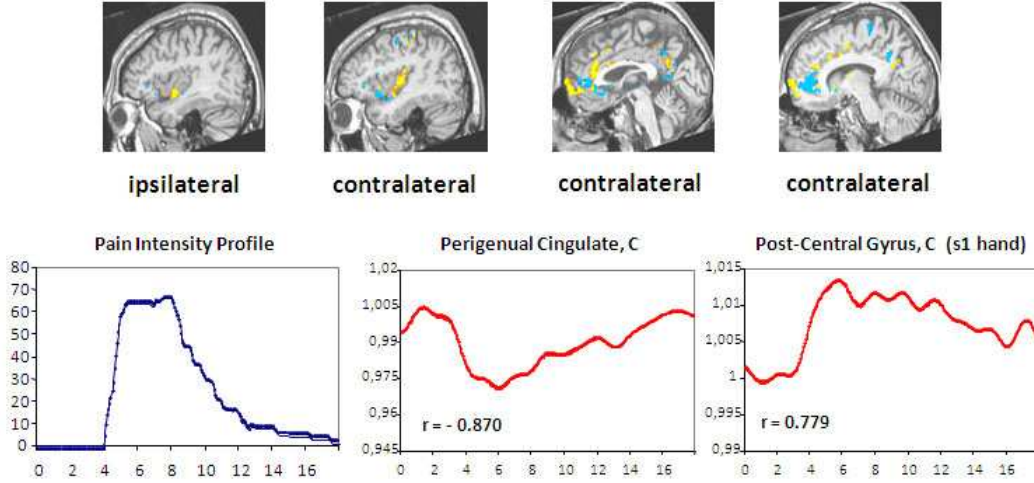 ipsilateral
contralateral
contralateral
contralateral
Pain Intensity Profile
80
70
60
50
40
30
20
10
0
0 2 4 6 8 10 12 14 16
Perigenual Cingulate, C
1,02
1,005
0,99
0,975
0,96
0,945
r = - 0.870
0 2 4 6 8 10 12 14 16
Post-Central Gyrus, C (s1 hand)
1,015
1,01
1,005
1
0,995
0,99
r = 0.779
0 2 4 6 8 10 12 14 16